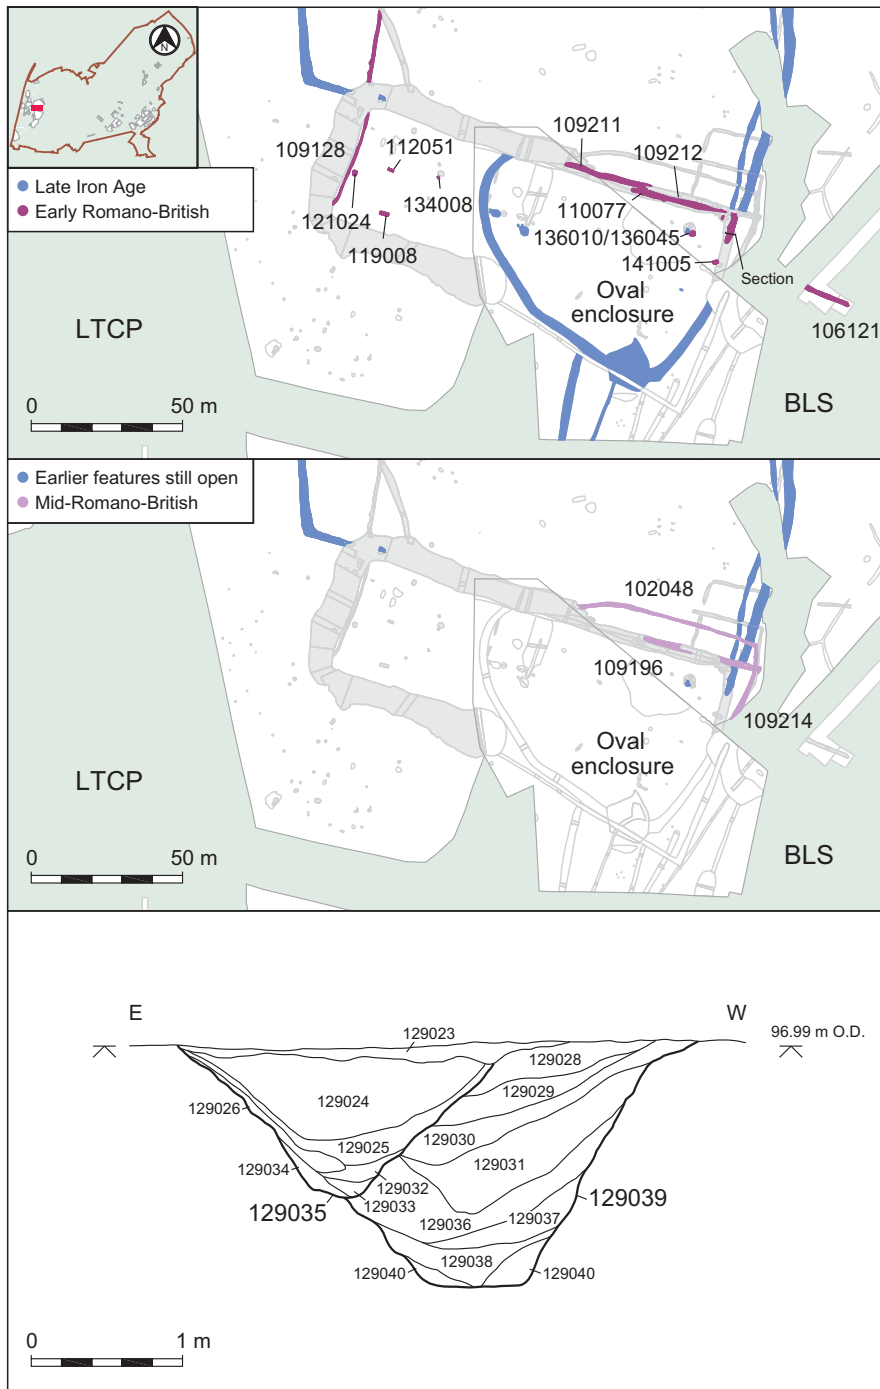 N
Late Iron Age
Early Romano-British
109128
112051
121024
134008
119008
109211
109212
110077
136010/136045
141005
Section
Oval
enclosure
106121
LTCP
BLS
0 50 m
Earlier features still open
Mid-Romano-British
102048
109196
109214
Oval
enclosure
LTCP
BLS
0 50 m
E W
96.99 m O.D.
129023
129028
129029
129026
129024
129030
129025
129031
129034
129032
129033
129035
129039
129036
129037
129038
129040 129040
0 1 m